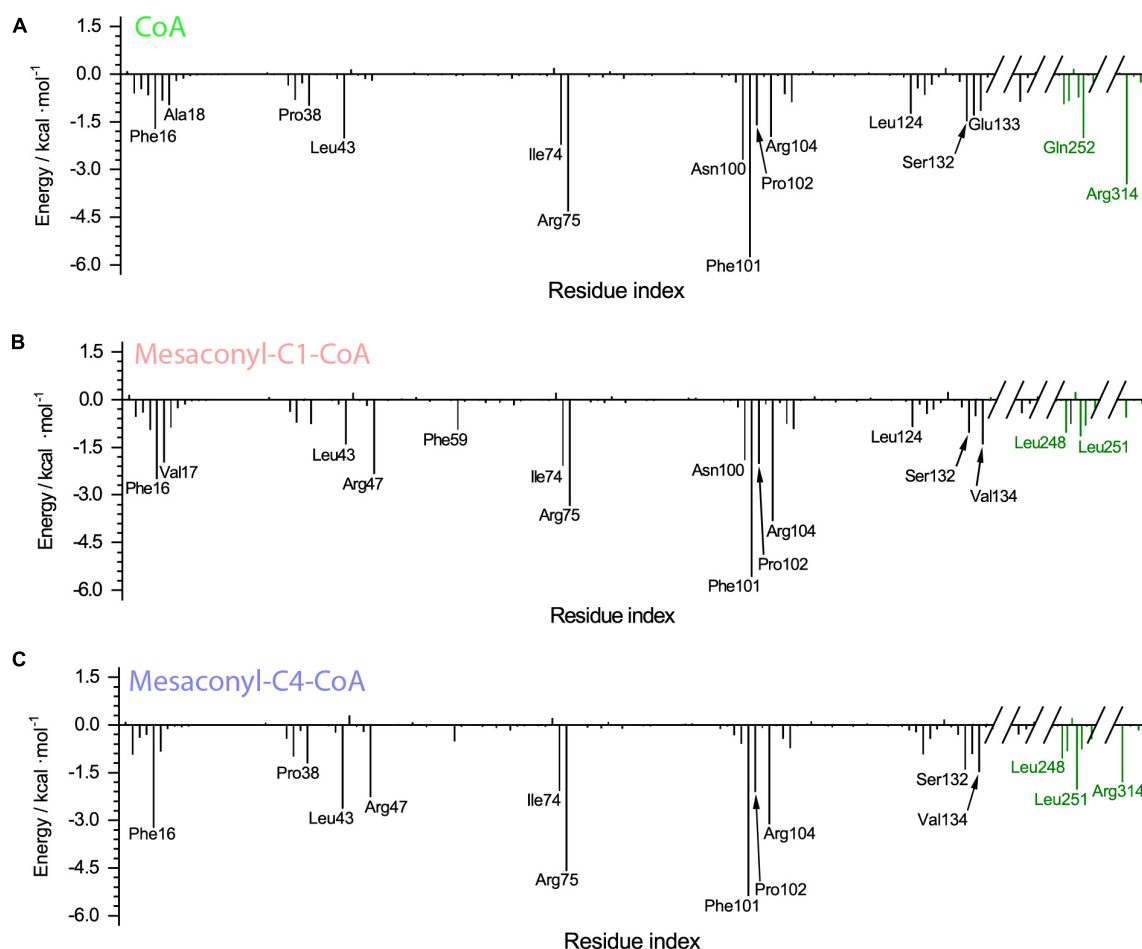 A
CoA
1.5
0.0
-1.5
-3.0
-4.5
-6.0
Energy / kcal ·mol⁻¹
Phe16
Ala18
Pro38
Leu43
Ile74
Arg75
Asn100
Phe101
Pro102
Arg104
Leu124
Ser132
Glu133
Gln252
Arg314
Residue index
B
Mesaconyl-C1-CoA
1.5
0.0
-1.5
-3.0
-4.5
-6.0
Energy / kcal ·mol⁻¹
Phe16
Val17
Leu43
Arg47
Phe59
Ile74
Arg75
Asn100
Phe101
Pro102
Arg104
Leu124
Ser132
Val134
Leu248
Leu251
Residue index
C
Mesaconyl-C4-CoA
1.5
0.0
-1.5
-3.0
-4.5
-6.0
Energy / kcal ·mol⁻¹
Phe16
Pro38
Leu43
Arg47
Ile74
Arg75
Phe101
Pro102
Arg104
Ser132
Val134
Leu248
Leu251
Arg314
Residue index